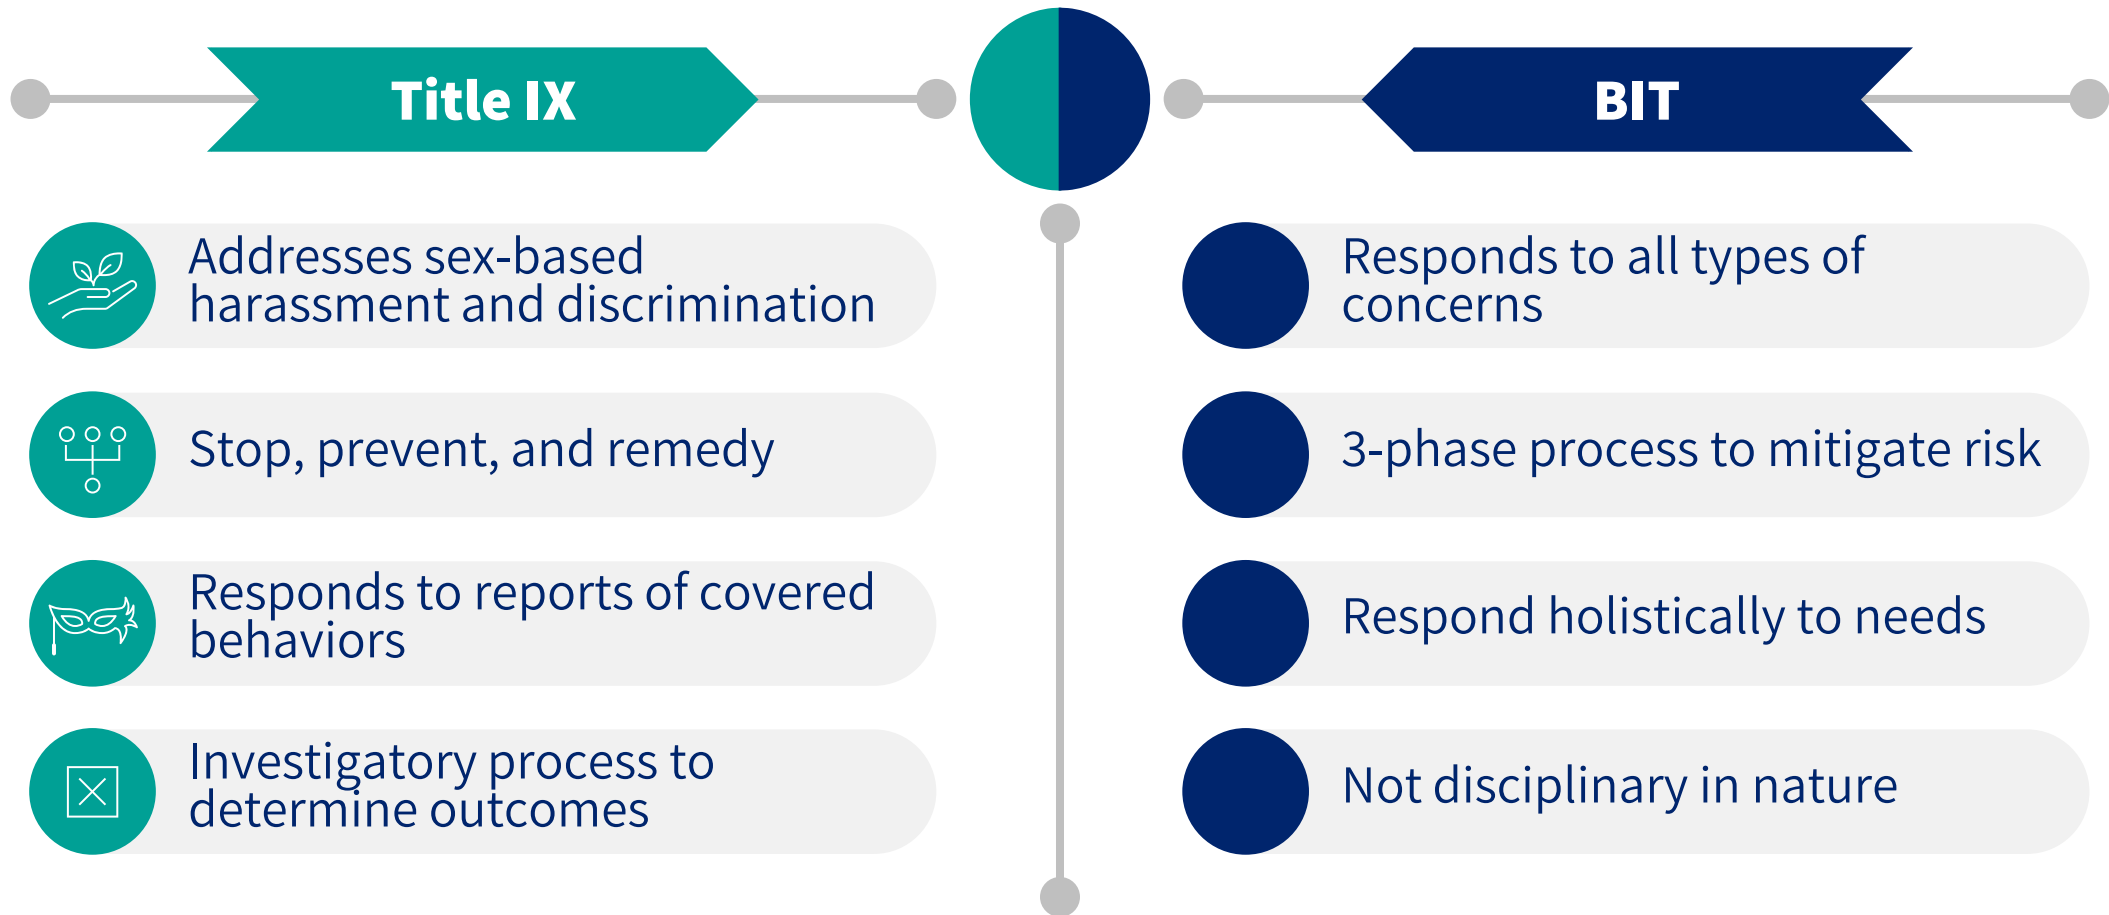 Title IX
Addresses sex-based
harassment and discrimination
Stop, prevent, and remedy
Responds to reports of covered
behaviors
Investigatory process to
determine outcomes
BIT
Responds to all types of
concerns
3-phase process to mitigate risk
Respond holistically to needs
Not disciplinary in nature